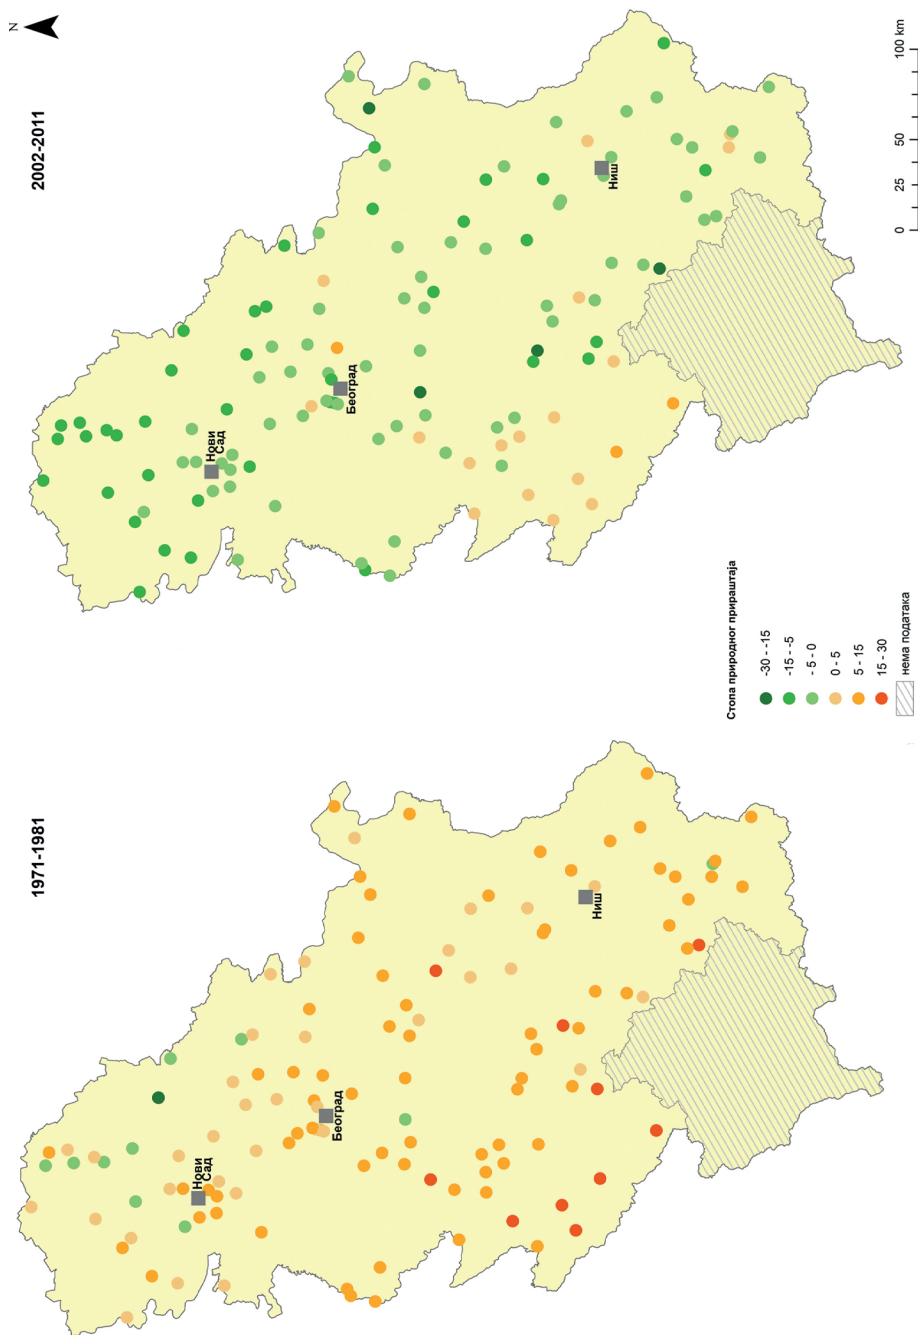 N
2002-2011
Нови
Сад
Београд
Ниш
0
25
50
100 km
Стопа природног прираштаја
-30 - -15
-15 - -5
- 5 - 0
0 - 5
5 - 15
15 - 30
нема података
1971-1981
Нови
Сад
Београд
Ниш